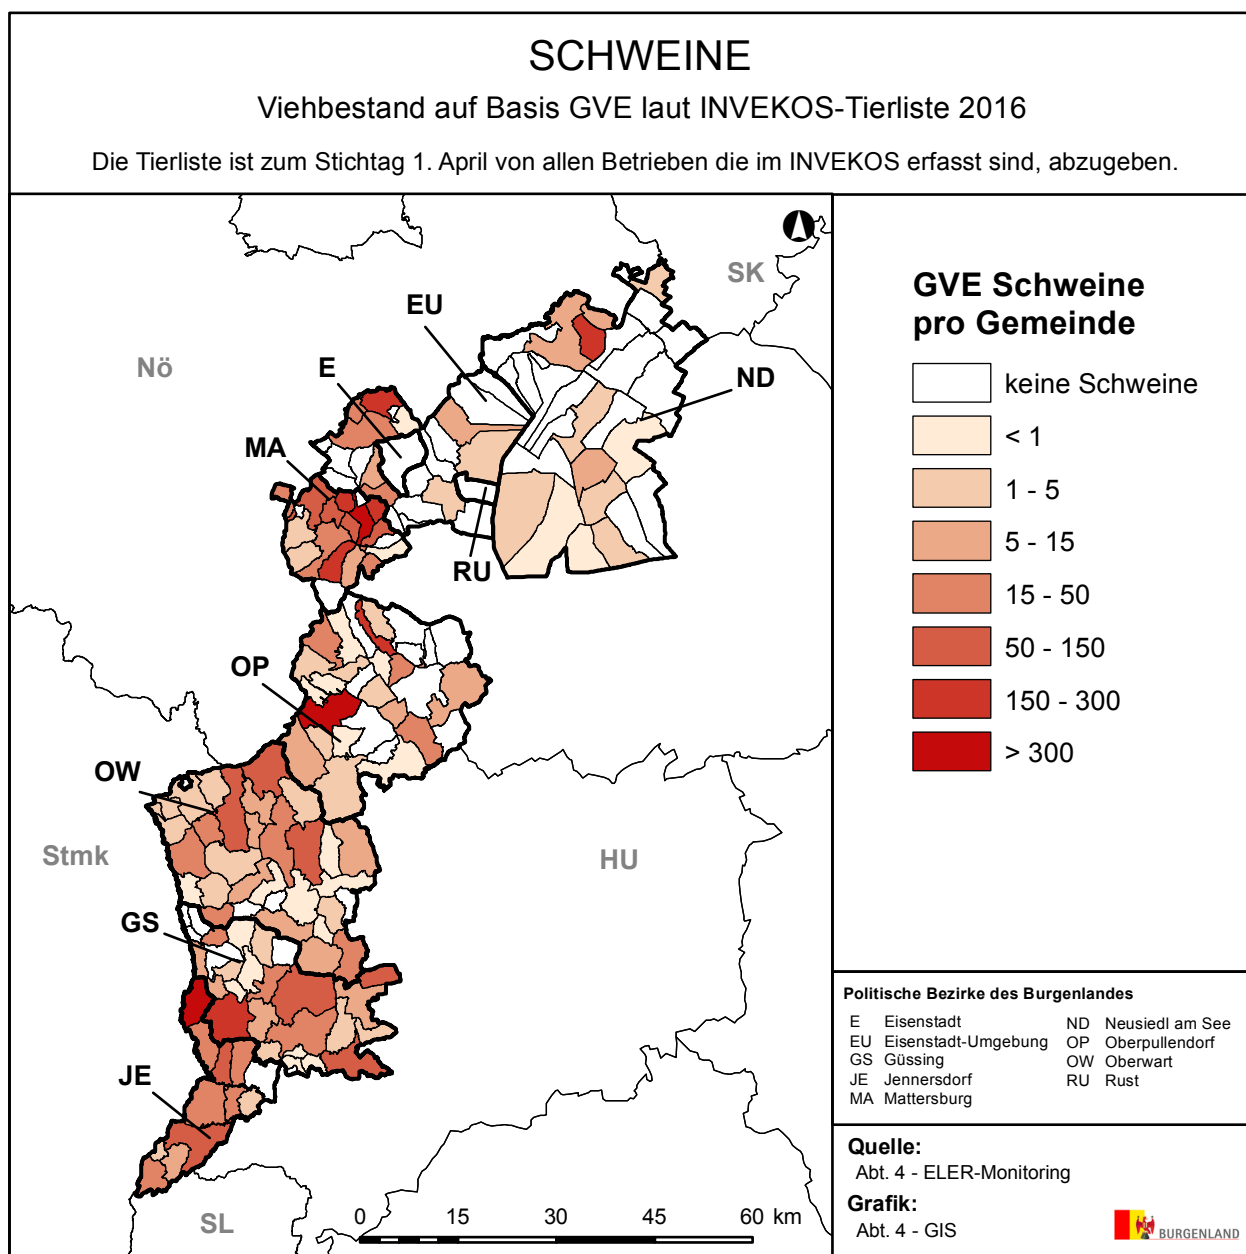 SCHWEINE
Viehbestand auf Basis GVE laut INVEKOS-Tierliste 2016
Die Tierliste ist zum Stichtag 1. April von allen Betrieben die im INVEKOS erfasst sind, abzugeben.
SK
EU
Nö
E
ND
MA
RU
OP
OW
Stmk
HU
GS
JE
SL
0 15 30 45 60 km
GVE Schweine
pro Gemeinde
keine Schweine
< 1
1 - 5
5 - 15
15 - 50
50 - 150
150 - 300
> 300
Politische Bezirke des Burgenlandes
E Eisenstadt
EU Eisenstadt-Umgebung
GS Güssing
JE Jennersdorf
MA Mattersburg
ND Neusiedl am See
OP Oberpullendorf
OW Oberwart
RU Rust
Quelle:
Abt. 4 - ELER-Monitoring
Grafik:
Abt. 4 - GIS
BURGENLAND